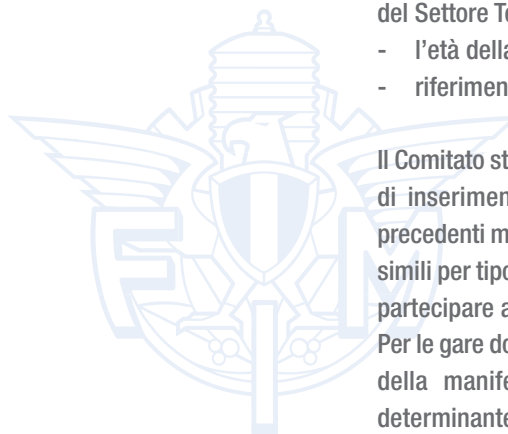 del Settore Te
- l’età della
- riferimen
Il Comitato st
di inserimen
precedenti m
simili per tipo
partecipare a
Per le gare do
della manife
determinante
F M